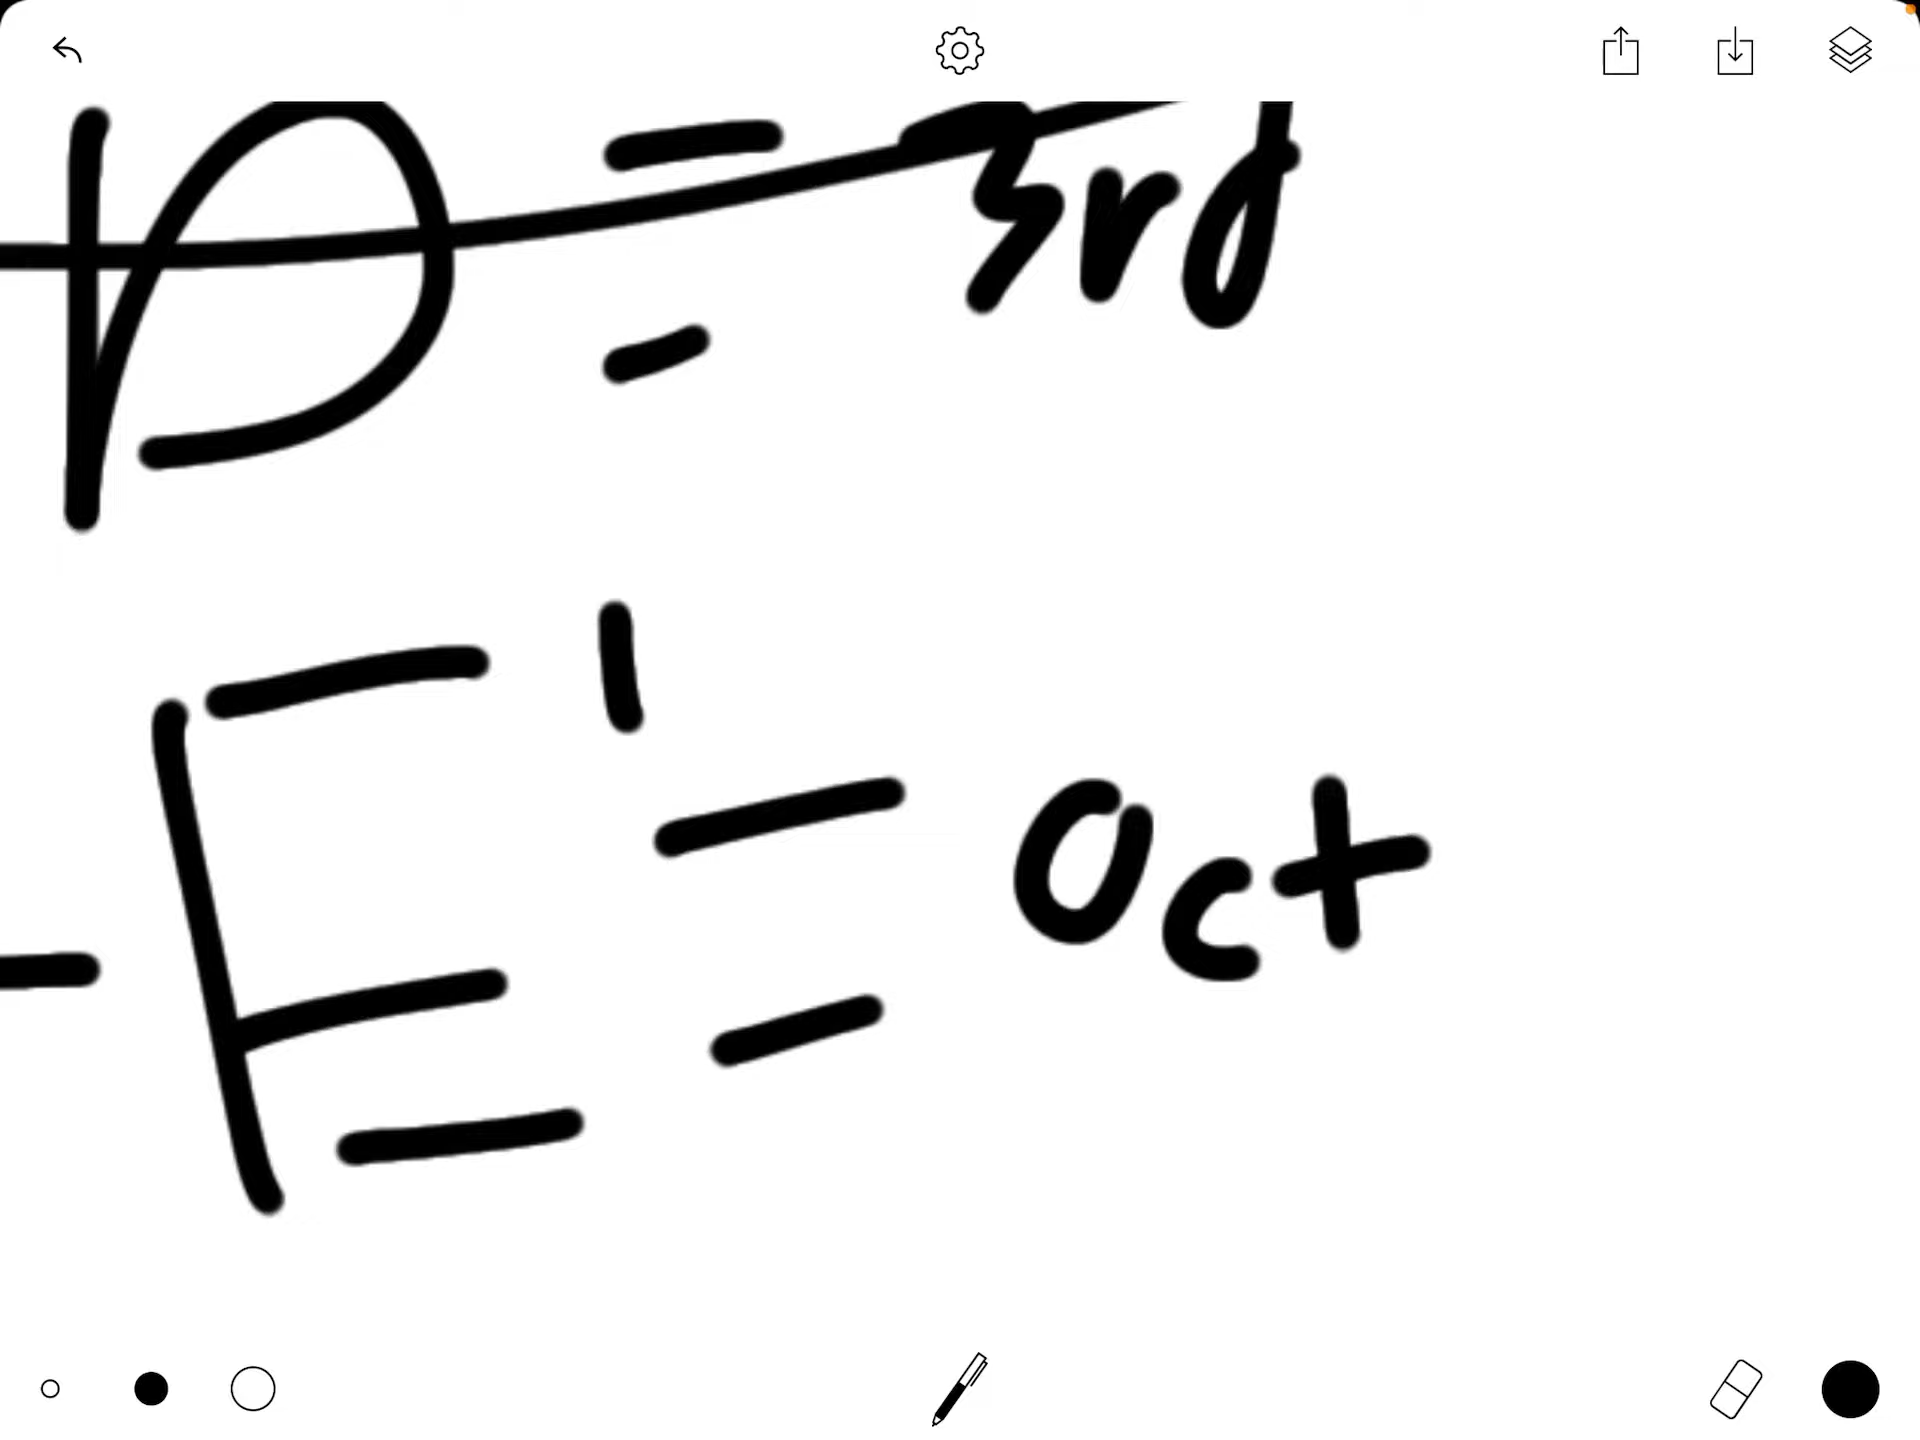 D = 3rd
- E' = Oct